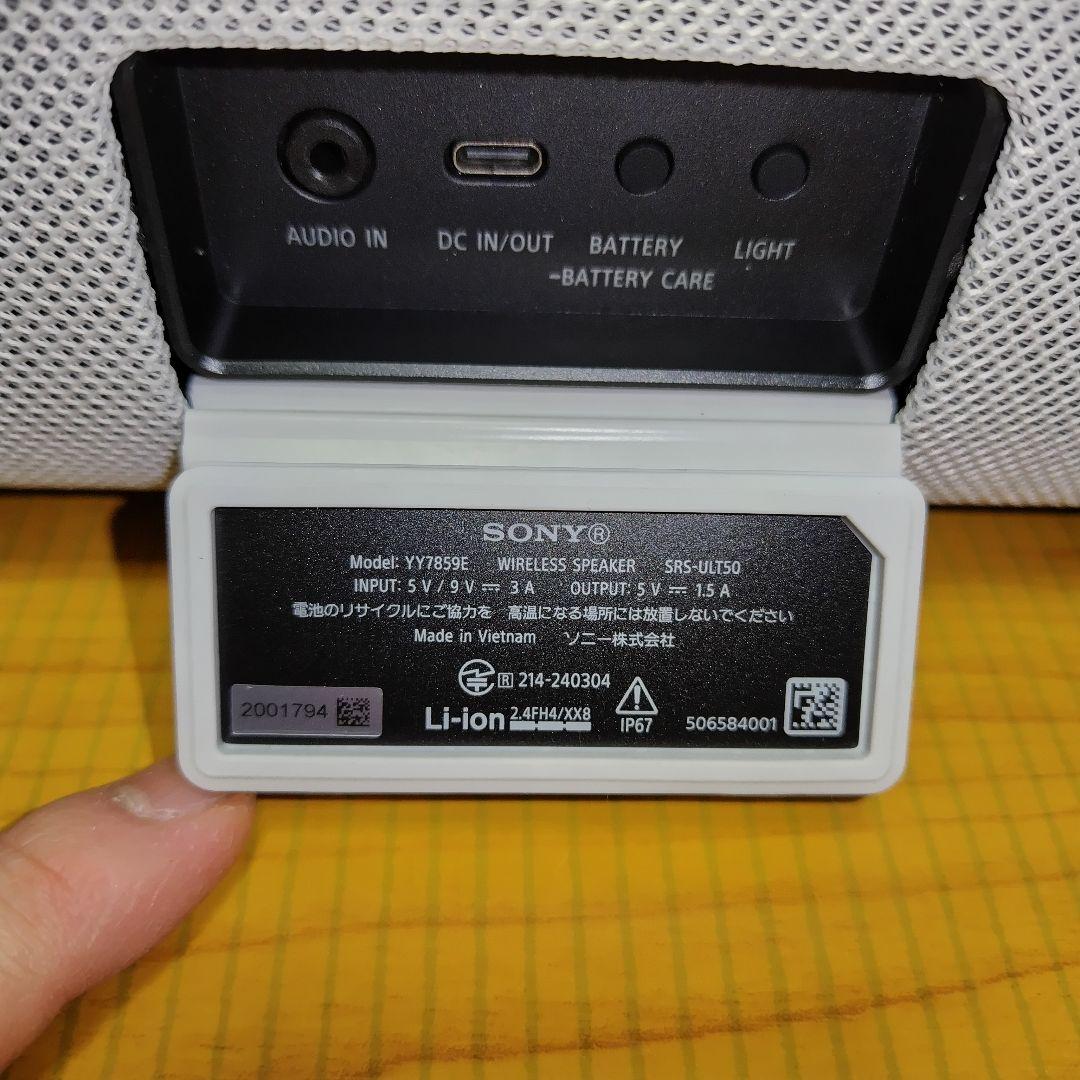 AUDIO IN DC IN/OUT BATTERY LIGHT
-BATTERY CARE
SONY®
Model: YY7859E WIRELESS SPEAKER SRS-ULT50
INPUT: 5 V / 9 V ⎓ 3 A OUTPUT: 5 V ⎓ 1.5 A
電池のリサイクルにご協力を 高温になる場所には放置しないでください
Made in Vietnam ソニー株式会社
R 214-240304
2001794 Li-ion 2.4FH4/XX8 IP67 506584001